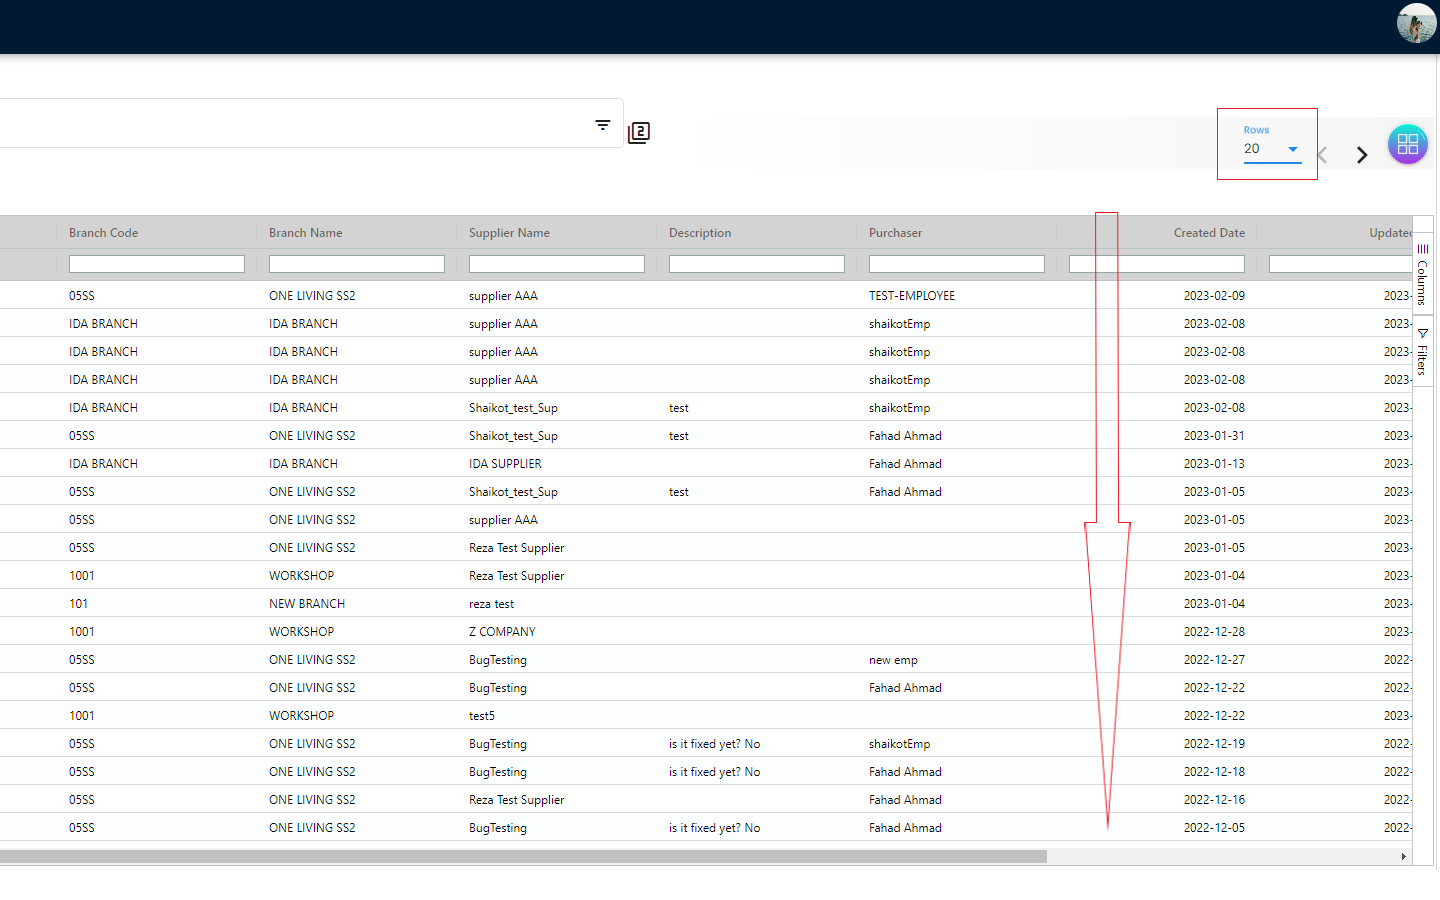 2
Rows
20
Branch Code Branch Name Supplier Name Description Purchaser Created Date Updated
Columns
Filters
05SS ONE LIVING SS2 supplier AAA TEST-EMPLOYEE 2023-02-09 2023-
IDA BRANCH IDA BRANCH supplier AAA shaikotEmp 2023-02-08 2023-
IDA BRANCH IDA BRANCH supplier AAA shaikotEmp 2023-02-08 2023-
IDA BRANCH IDA BRANCH supplier AAA shaikotEmp 2023-02-08 2023-
IDA BRANCH IDA BRANCH Shaikot_test_Sup test shaikotEmp 2023-02-08 2023-
05SS ONE LIVING SS2 Shaikot_test_Sup test Fahad Ahmad 2023-01-31 2023-
IDA BRANCH IDA BRANCH IDA SUPPLIER Fahad Ahmad 2023-01-13 2023-
05SS ONE LIVING SS2 Shaikot_test_Sup test Fahad Ahmad 2023-01-05 2023-
05SS ONE LIVING SS2 supplier AAA 2023-01-05 2023-
05SS ONE LIVING SS2 Reza Test Supplier 2023-01-05 2023-
1001 WORKSHOP Reza Test Supplier 2023-01-04 2023-
101 NEW BRANCH reza test 2023-01-04 2023-
1001 WORKSHOP Z COMPANY 2022-12-28 2023-
05SS ONE LIVING SS2 BugTesting new emp 2022-12-27 2022-
05SS ONE LIVING SS2 BugTesting Fahad Ahmad 2022-12-22 2022-
1001 WORKSHOP test5 2022-12-22 2023-
05SS ONE LIVING SS2 BugTesting is it fixed yet? No shaikotEmp 2022-12-19 2022-
05SS ONE LIVING SS2 BugTesting is it fixed yet? No Fahad Ahmad 2022-12-18 2022-
05SS ONE LIVING SS2 Reza Test Supplier Fahad Ahmad 2022-12-16 2022-
05SS ONE LIVING SS2 BugTesting is it fixed yet? No Fahad Ahmad 2022-12-05 2022-